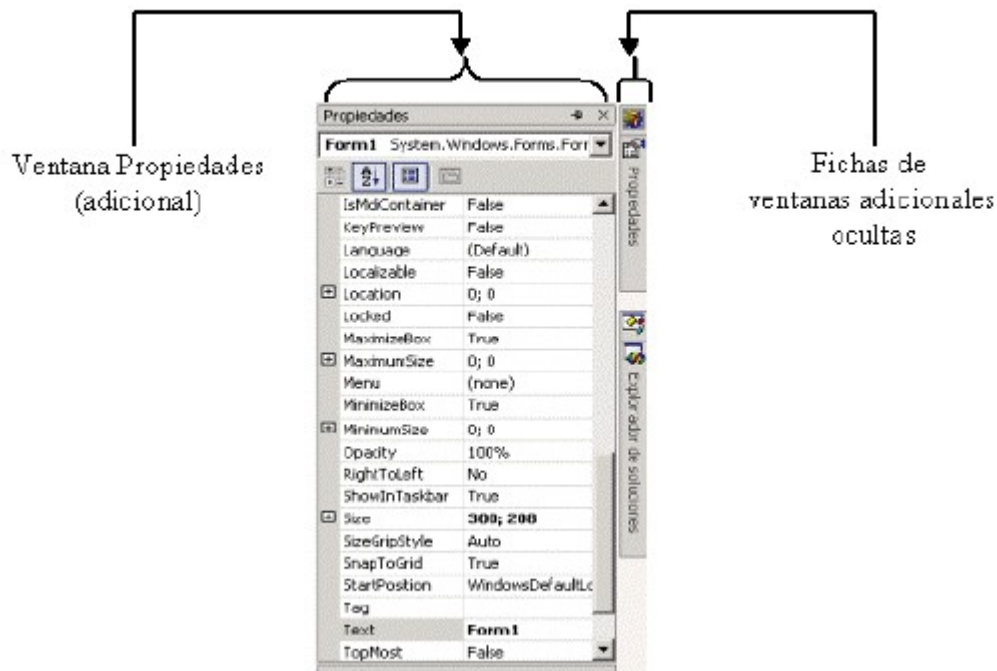 Ventana Propiedades
(adicional)
Propiedades
Form1 System.Windows.Forms.Forr
IsMdiContainer False
KeyPreview False
Language (Default)
Localizable False
Location 0; 0
Locked False
MaximizeBox True
MaximumSize 0; 0
Menu (none)
MinimizeBox True
MinimumSize 0; 0
Opacity 100%
RightToLeft No
ShowInTaskbar True
Size 300; 200
SizeGripStyle Auto
SnapToGrid True
StartPosition WindowsDefaultLo
Tag
Text Form1
TopMost False
Propiedades
Explorador de soluciones
Fichas de
ventanas adicionales
ocultas